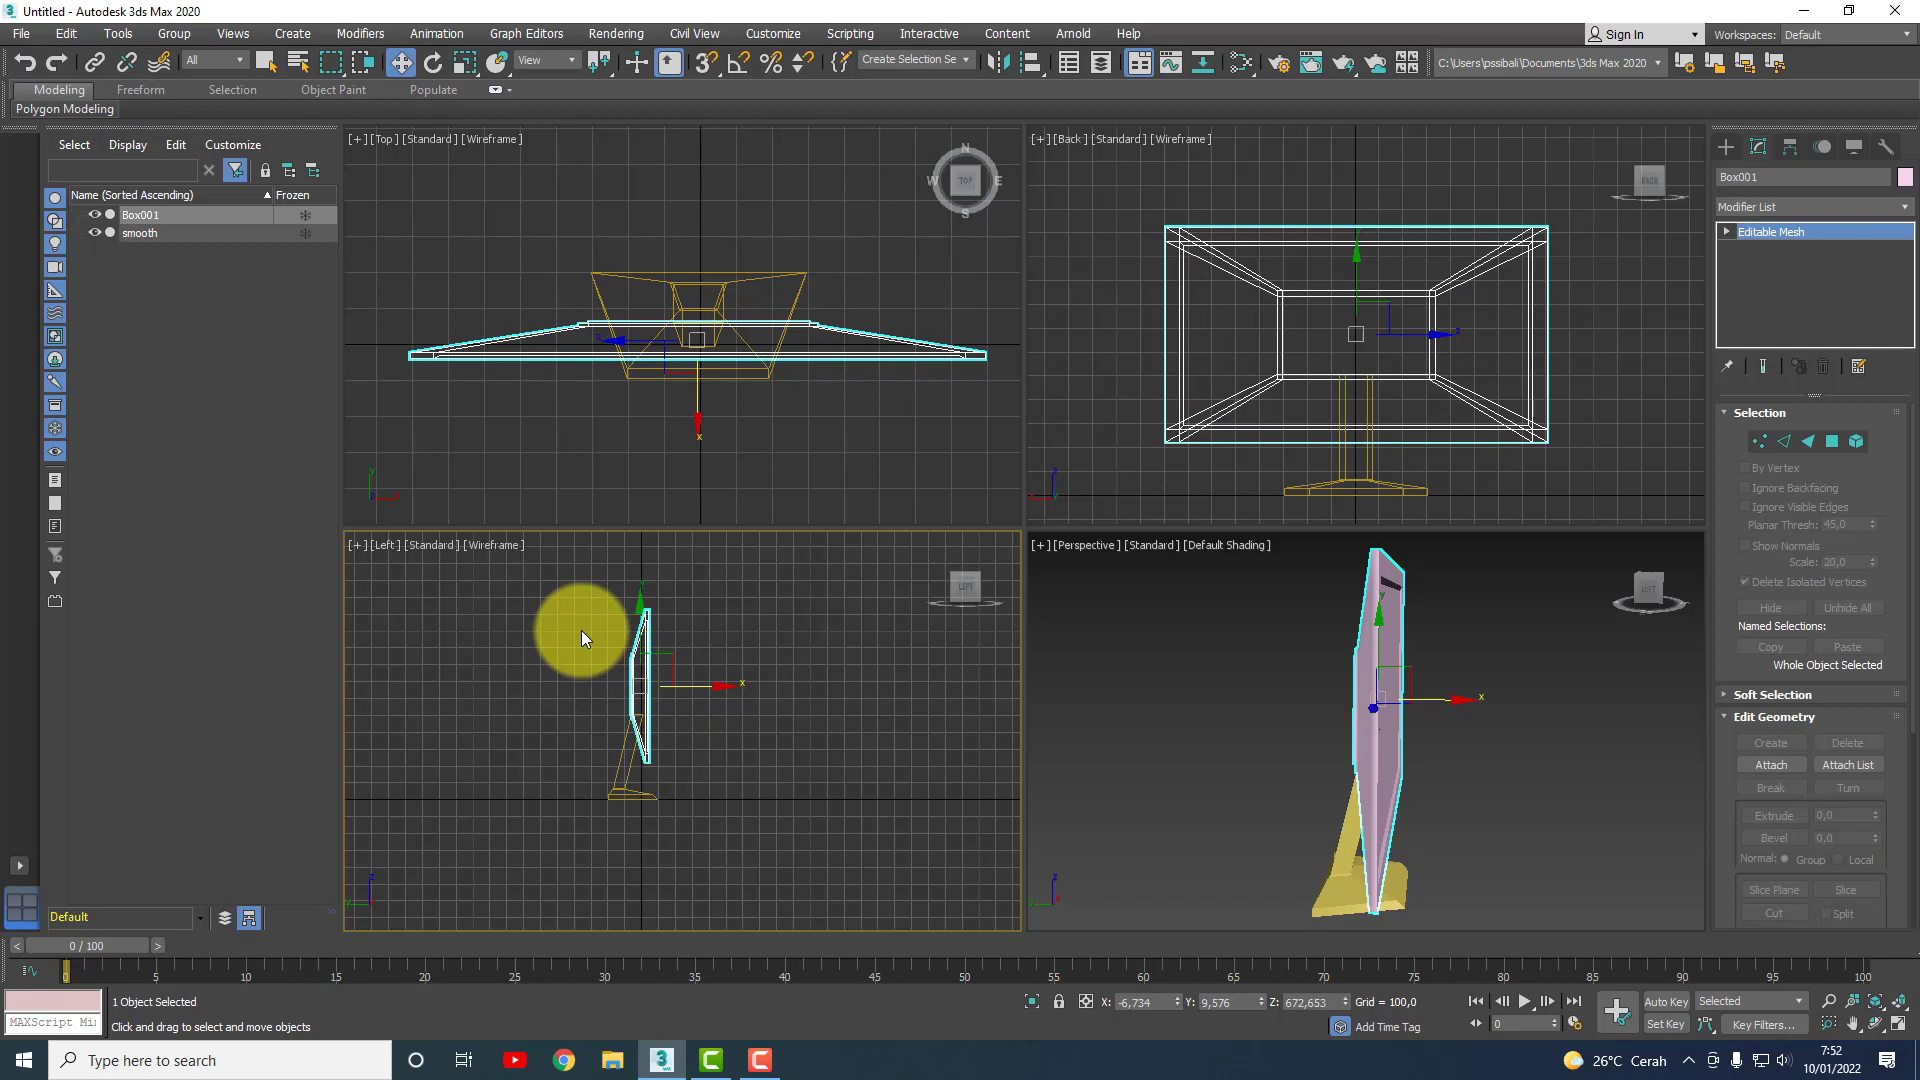 Untitled - Autodesk 3ds Max 2020
File Edit Tools Group Views Create Modifiers Animation Graph Editors Rendering Civil View Customize Scripting Interactive Content Arnold Help
Sign In Workspaces: Default
All View Create Selection Se C:\Users\pssibali\Documents\3ds Max 2020
Modeling Freeform Selection Object Paint Populate
Polygon Modeling
Select Display Edit Customize
Name (Sorted Ascending) Frozen
Box001
smooth
[+] [Top] [Standard] [Wireframe]
N
W TOP E
S
x
y
[+] [Back] [Standard] [Wireframe]
BACK
z
[+] [Left] [Standard] [Wireframe]
LEFT
x
z
[+] [Perspective] [Standard] [Default Shading]
LEFT
y
x
z
Box001
Modifier List
Editable Mesh
Selection
By Vertex
Ignore Backfacing
Ignore Visible Edges
Planar Thresh: 45,0
Show Normals
Scale: 20,0
Delete Isolated Vertices
Hide Unhide All
Named Selections:
Copy Paste
Whole Object Selected
Soft Selection
Edit Geometry
Create Delete
Attach Attach List
Break Turn
Extrude 0,0
Bevel 0,0
Normal: Group Local
Slice Plane Slice
Cut Split
Default
< 0 / 100 >
0 5 10 15 20 25 30 35 40 45 50 55 60 65 70 75 80 85 90 95 100
1 Object Selected
X: -6,734 Y: 9,576 Z: 672,653 Grid = 100,0
Auto Key Selected
MAXScript Mi
Click and drag to select and move objects
Add Time Tag
0
Set Key Key Filters...
Type here to search
26°C Cerah
7:52
10/01/2022